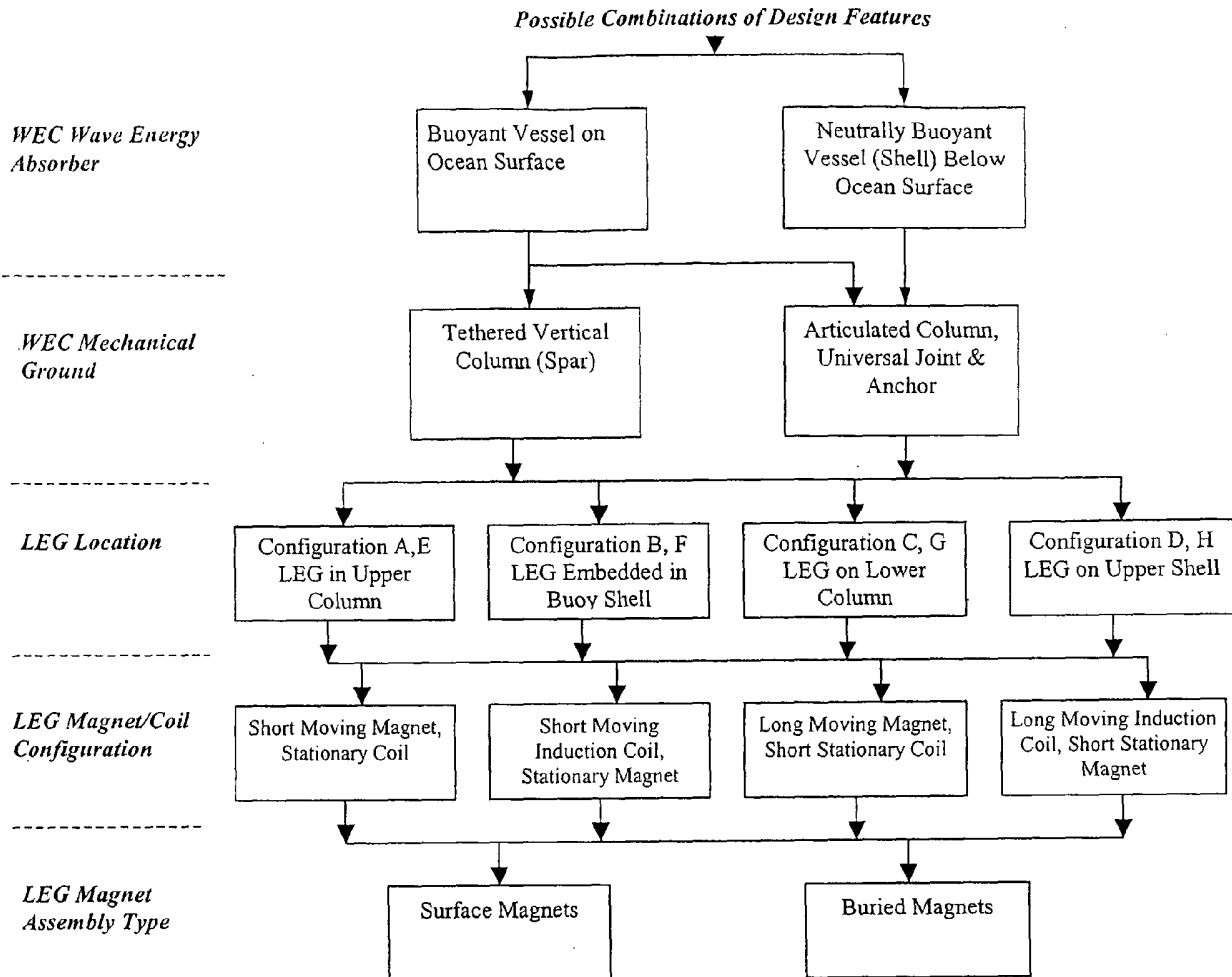 Possible Combinations of Design Features
WEC Wave Energy
Absorber
Buoyant Vessel on
Ocean Surface
Neutrally Buoyant
Vessel (Shell) Below
Ocean Surface
WEC Mechanical
Ground
Tethered Vertical
Column (Spar)
Articulated Column,
Universal Joint &
Anchor
LEG Location
Configuration A,E
LEG in Upper
Column
Configuration B, F
LEG Embedded in
Buoy Shell
Configuration C, G
LEG on Lower
Column
Configuration D, H
LEG on Upper Shell
LEG Magnet/Coil
Configuration
Short Moving Magnet,
Stationary Coil
Short Moving
Induction Coil,
Stationary Magnet
Long Moving Magnet,
Short Stationary Coil
Long Moving Induction
Coil, Short Stationary
Magnet
LEG Magnet
Assembly Type
Surface Magnets
Buried Magnets